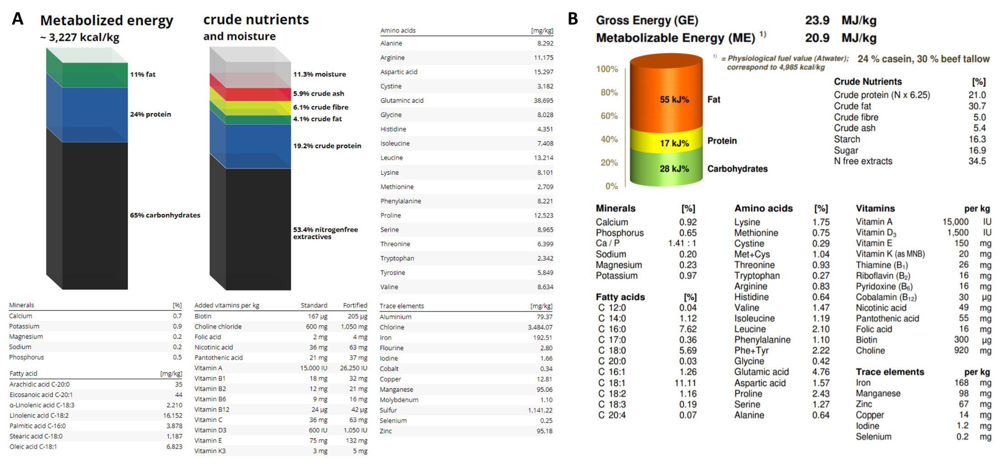 A
Metabolized energy
~ 3,227 kcal/kg
11% fat
24% protein
65% carbonhydrates
crude nutrients
and moisture
11.3% moisture
5.9% crude ash
6.1% crude fibre
4.1% crude fat
19.2% crude protein
53.4% nitrogenfree
extractives
Amino acids [mg/kg]
Alanine 8,292
Arginine 11,175
Aspartic acid 15,297
Cystine 3,182
Glutaminc acid 38,695
Glycine 8,028
Histidine 4,351
Isoleucine 7,408
Leucine 13,214
Lysine 8,101
Methionine 2,709
Phenylalanine 8,221
Proline 12,523
Serine 8,965
Threonine 6,399
Tryptophan 2,342
Tyrosine 5,849
Valine 8,634
Minerals [%]
Calcium 0.7
Potassium 0.9
Magnesium 0.2
Sodium 0.2
Phosphorus 0.5
Fatty acid [mg/kg]
Arachidic acid C-20:0 35
Eicosanoic acid C-20:1 44
α-Linolenic acid C-18:3 2,210
Linolenic acid C-18:2 16,152
Palmitic acid C-16:0 3,878
Stearic acid C-18:0 1,187
Oleic acid C-18:1 6,823
Added vitamins per kg Standard Fortified
Biotin 167 µg 205 µg
Choline chloride 600 mg 1,050 mg
Folic acid 2 mg 4 mg
Nicotinic acid 36 mg 63 mg
Pantothenic acid 21 mg 37 mg
Vitamin A 15,000 IU 26,250 IU
Vitamin B1 18 mg 32 mg
Vitamin B2 12 mg 21 mg
Vitamin B6 9 mg 16 mg
Vitamin B12 24 µg 42 µg
Vitamin C 36 mg 63 mg
Vitamin D3 600 IU 1,050 IU
Vitamin E 75 mg 132 mg
Vitamin K3 3 mg 5 mg
Trace elements [mg/kg]
Aluminium 79.37
Chlorine 3,484.07
Iron 192.51
Flourine 2.80
Iodine 1.66
Cobalt 0.34
Copper 12.81
Manganese 95.06
Molybdenum 1.10
Sulfur 1,141.22
Selenium 0.25
Zinc 95.18
B
Gross Energy (GE) 23.9 MJ/kg
Metabolizable Energy (ME) 1) 20.9 MJ/kg
1) = Physiological fuel value (Atwater);
correspond to 4,985 kcal/kg
24 % casein, 30 % beef tallow
100%
80%
60%
40%
20%
0%
55 kJ% Fat
17 kJ% Protein
28 kJ% Carbohydrates
Crude Nutrients [%]
Crude protein (N x 6.25) 21.0
Crude fat 30.7
Crude fibre 5.0
Crude ash 5.4
Starch 16.3
Sugar 16.9
N free extracts 34.5
Minerals [%]
Calcium 0.92
Phosphorus 0.65
Ca / P 1.41 : 1
Sodium 0.20
Magnesium 0.23
Potassium 0.97
Fatty acids [%]
C 12:0 0.04
C 14:0 1.12
C 16:0 7.62
C 17:0 0.36
C 18:0 5.69
C 20:0 0.03
C 16:1 1.26
C 18:1 11.11
C 18:2 1.16
C 18:3 0.19
C 20:4 0.07
Amino acids [%]
Lysine 1.75
Methionine 0.75
Cystine 0.29
Met+Cys 1.04
Threonine 0.93
Tryptophan 0.27
Arginine 0.83
Histidine 0.64
Valine 1.47
Isoleucine 1.19
Leucine 2.10
Phenylalanine 1.10
Phe+Tyr 2.22
Glycine 0.42
Glutamic acid 4.76
Aspartic acid 1.57
Proline 2.43
Serine 1.27
Alanine 0.64
Vitamins per kg
Vitamin A 15,000 IU
Vitamin D3 1,500 IU
Vitamin E 150 mg
Vitamin K (as MNB) 20 mg
Thiamine (B1) 26 mg
Riboflavin (B2) 16 mg
Pyridoxine (B6) 16 mg
Cobalamin (B12) 30 µg
Nicotinic acid 49 mg
Pantothenic acid 55 mg
Folic acid 16 mg
Biotin 300 µg
Choline 920 mg
Trace elements per kg
Iron 168 mg
Manganese 98 mg
Zinc 67 mg
Copper 14 mg
Iodine 1.2 mg
Selenium 0.2 mg